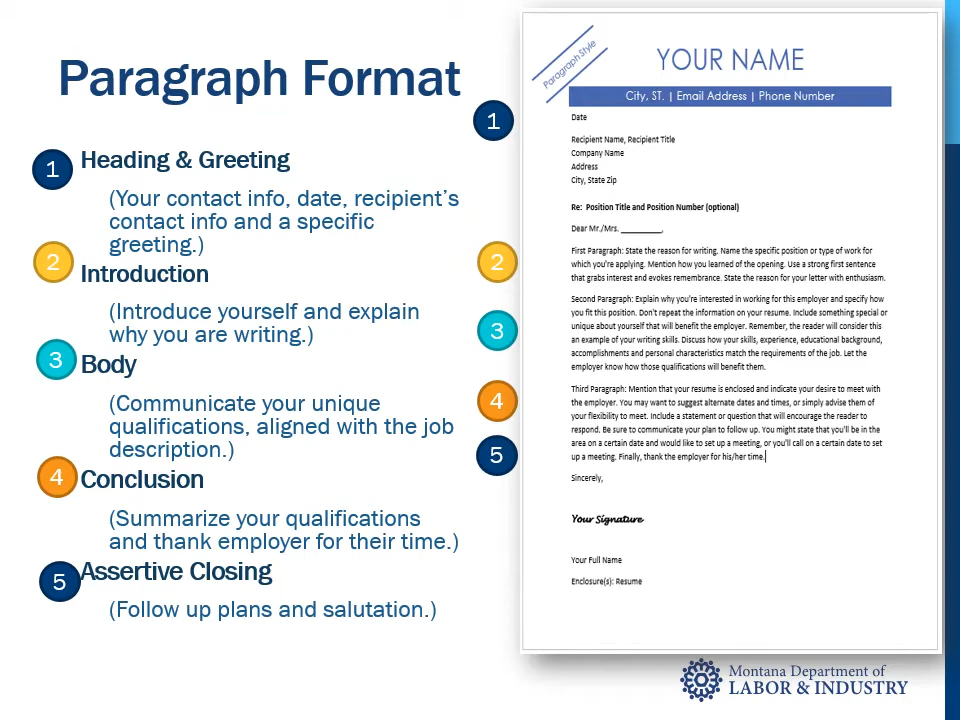 Paragraph Format
1
Heading & Greeting
(Your contact info, date, recipient's
contact info and a specific
greeting.)
2
Introduction
(Introduce yourself and explain
why you are writing.)
3
Body
(Communicate your unique
qualifications, aligned with the job
description.)
4
Conclusion
(Summarize your qualifications
and thank employer for their time.)
5
Assertive Closing
(Follow up plans and salutation.)
Paragraph Style
YOUR NAME
City, ST. | Email Address | Phone Number
1
Date
Recipient Name, Recipient Title
Company Name
Address
City, State Zip
Re: Position Title and Position Number (optional)
Dear Mr./Mrs. __________,
2
First Paragraph: State the reason for writing. Name the specific position or type of work for
which you're applying. Mention how you learned of the opening. Use a strong first sentence
that grabs interest and evokes remembrance. State the reason for your letter with enthusiasm.
3
Second Paragraph: Explain why you're interested in working for this employer and specify how
you fit this position. Don't repeat the information on your resume. Include something special or
unique about yourself that will benefit the employer. Remember, the reader will consider this
an example of your writing skills. Discuss how your skills, experience, educational background,
accomplishments and personal characteristics match the requirements of the job. Let the
employer know how those qualifications will benefit them.
4
Third Paragraph: Mention that your resume is enclosed and indicate your desire to meet with
the employer. You may want to suggest alternate dates and times, or simply advise them of
your flexibility to meet. Include a statement or question that will encourage the reader to
respond. Be sure to communicate your plan to follow up. You might state that you'll be in the
area on a certain date and would like to set up a meeting, or you'll call on a certain date to set
up a meeting. Finally, thank the employer for his/her time.
5
Sincerely,
Your Signature
Your Full Name
Enclosure(s): Resume
Montana Department of
LABOR & INDUSTRY